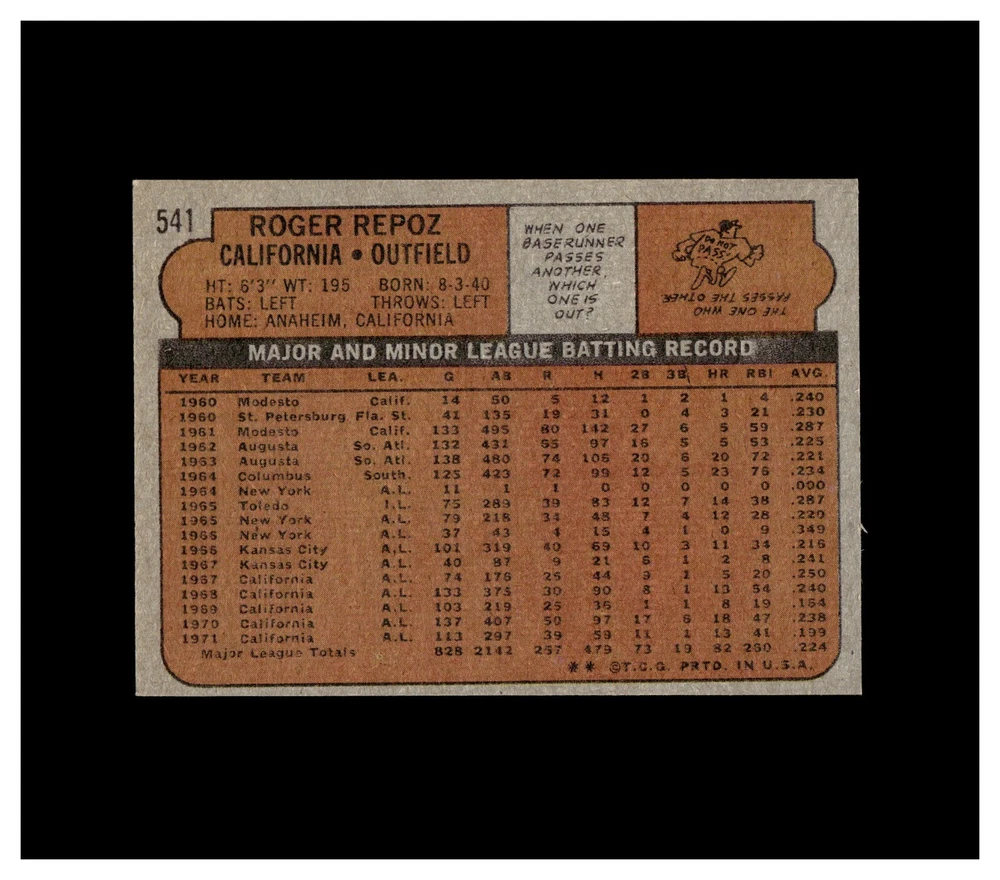 541
ROGER REPOZ
CALIFORNIA • OUTFIELD
HT: 6'3" WT: 195 BORN: 8-3-40
BATS: LEFT THROWS: LEFT
HOME: ANAHEIM, CALIFORNIA
WHEN ONE
BASERUNNER
PASSES
ANOTHER,
WHICH
ONE IS
OUT?
DO NOT
PASS
THE ONE WHO
PASSES THE OTHER
MAJOR AND MINOR LEAGUE BATTING RECORD
YEAR TEAM LEA. G AB R H 2B 3B HR RBI AVG.
1960 Modesto Calif. 14 50 5 12 1 2 1 4 .240
1960 St. Petersburg Fla. St. 41 135 19 31 0 4 3 21 .230
1961 Modesto Calif. 133 495 80 142 27 6 5 59 .287
1962 Augusta So. Atl. 132 431 65 97 16 5 5 53 .225
1963 Augusta So. Atl. 138 480 74 106 20 6 20 72 .221
1964 Columbus South. 125 423 72 99 12 5 23 76 .234
1964 New York A.L. 11 1 1 0 0 0 0 0 .000
1965 Toledo I.L. 75 289 39 83 12 7 14 38 .287
1965 New York A.L. 79 218 34 48 7 4 12 28 .220
1966 New York A.L. 37 43 4 15 4 1 0 9 .349
1966 Kansas City A.L. 101 319 40 69 10 3 11 34 .216
1967 Kansas City A.L. 40 87 9 21 6 1 2 8 .241
1967 California A.L. 74 176 25 44 9 1 5 20 .250
1968 California A.L. 133 375 30 90 8 1 13 54 .240
1969 California A.L. 103 219 25 36 1 1 8 19 .164
1970 California A.L. 137 407 50 97 17 6 18 47 .238
1971 California A.L. 113 297 39 59 11 1 13 41 .199
Major League Totals 828 2142 257 479 73 19 82 260 .224
** ©T.C.G. PRTD. IN U.S.A.